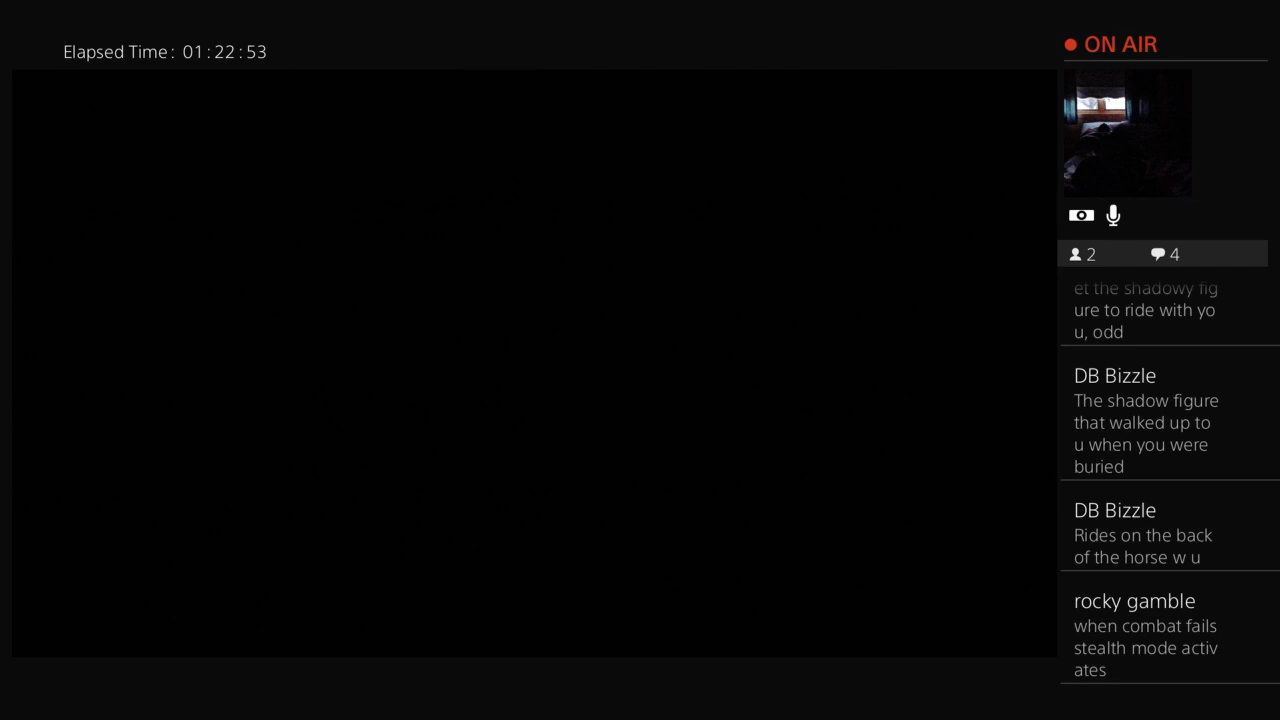 Elapsed Time: 01:22:53
ON AIR
2 4
et the shadowy fig
ure to ride with yo
u, odd
DB Bizzle
The shadow figure
that walked up to
u when you were
buried
DB Bizzle
Rides on the back
of the horse w u
rocky gamble
when combat fails
stealth mode activ
ates